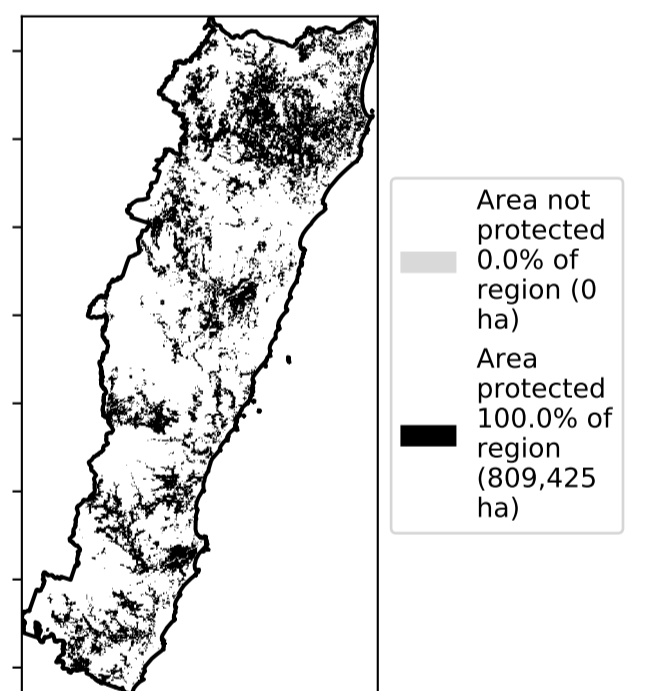 Area not
protected
0.0% of
region (0
ha)
Area
protected
100.0% of
region
(809,425
ha)